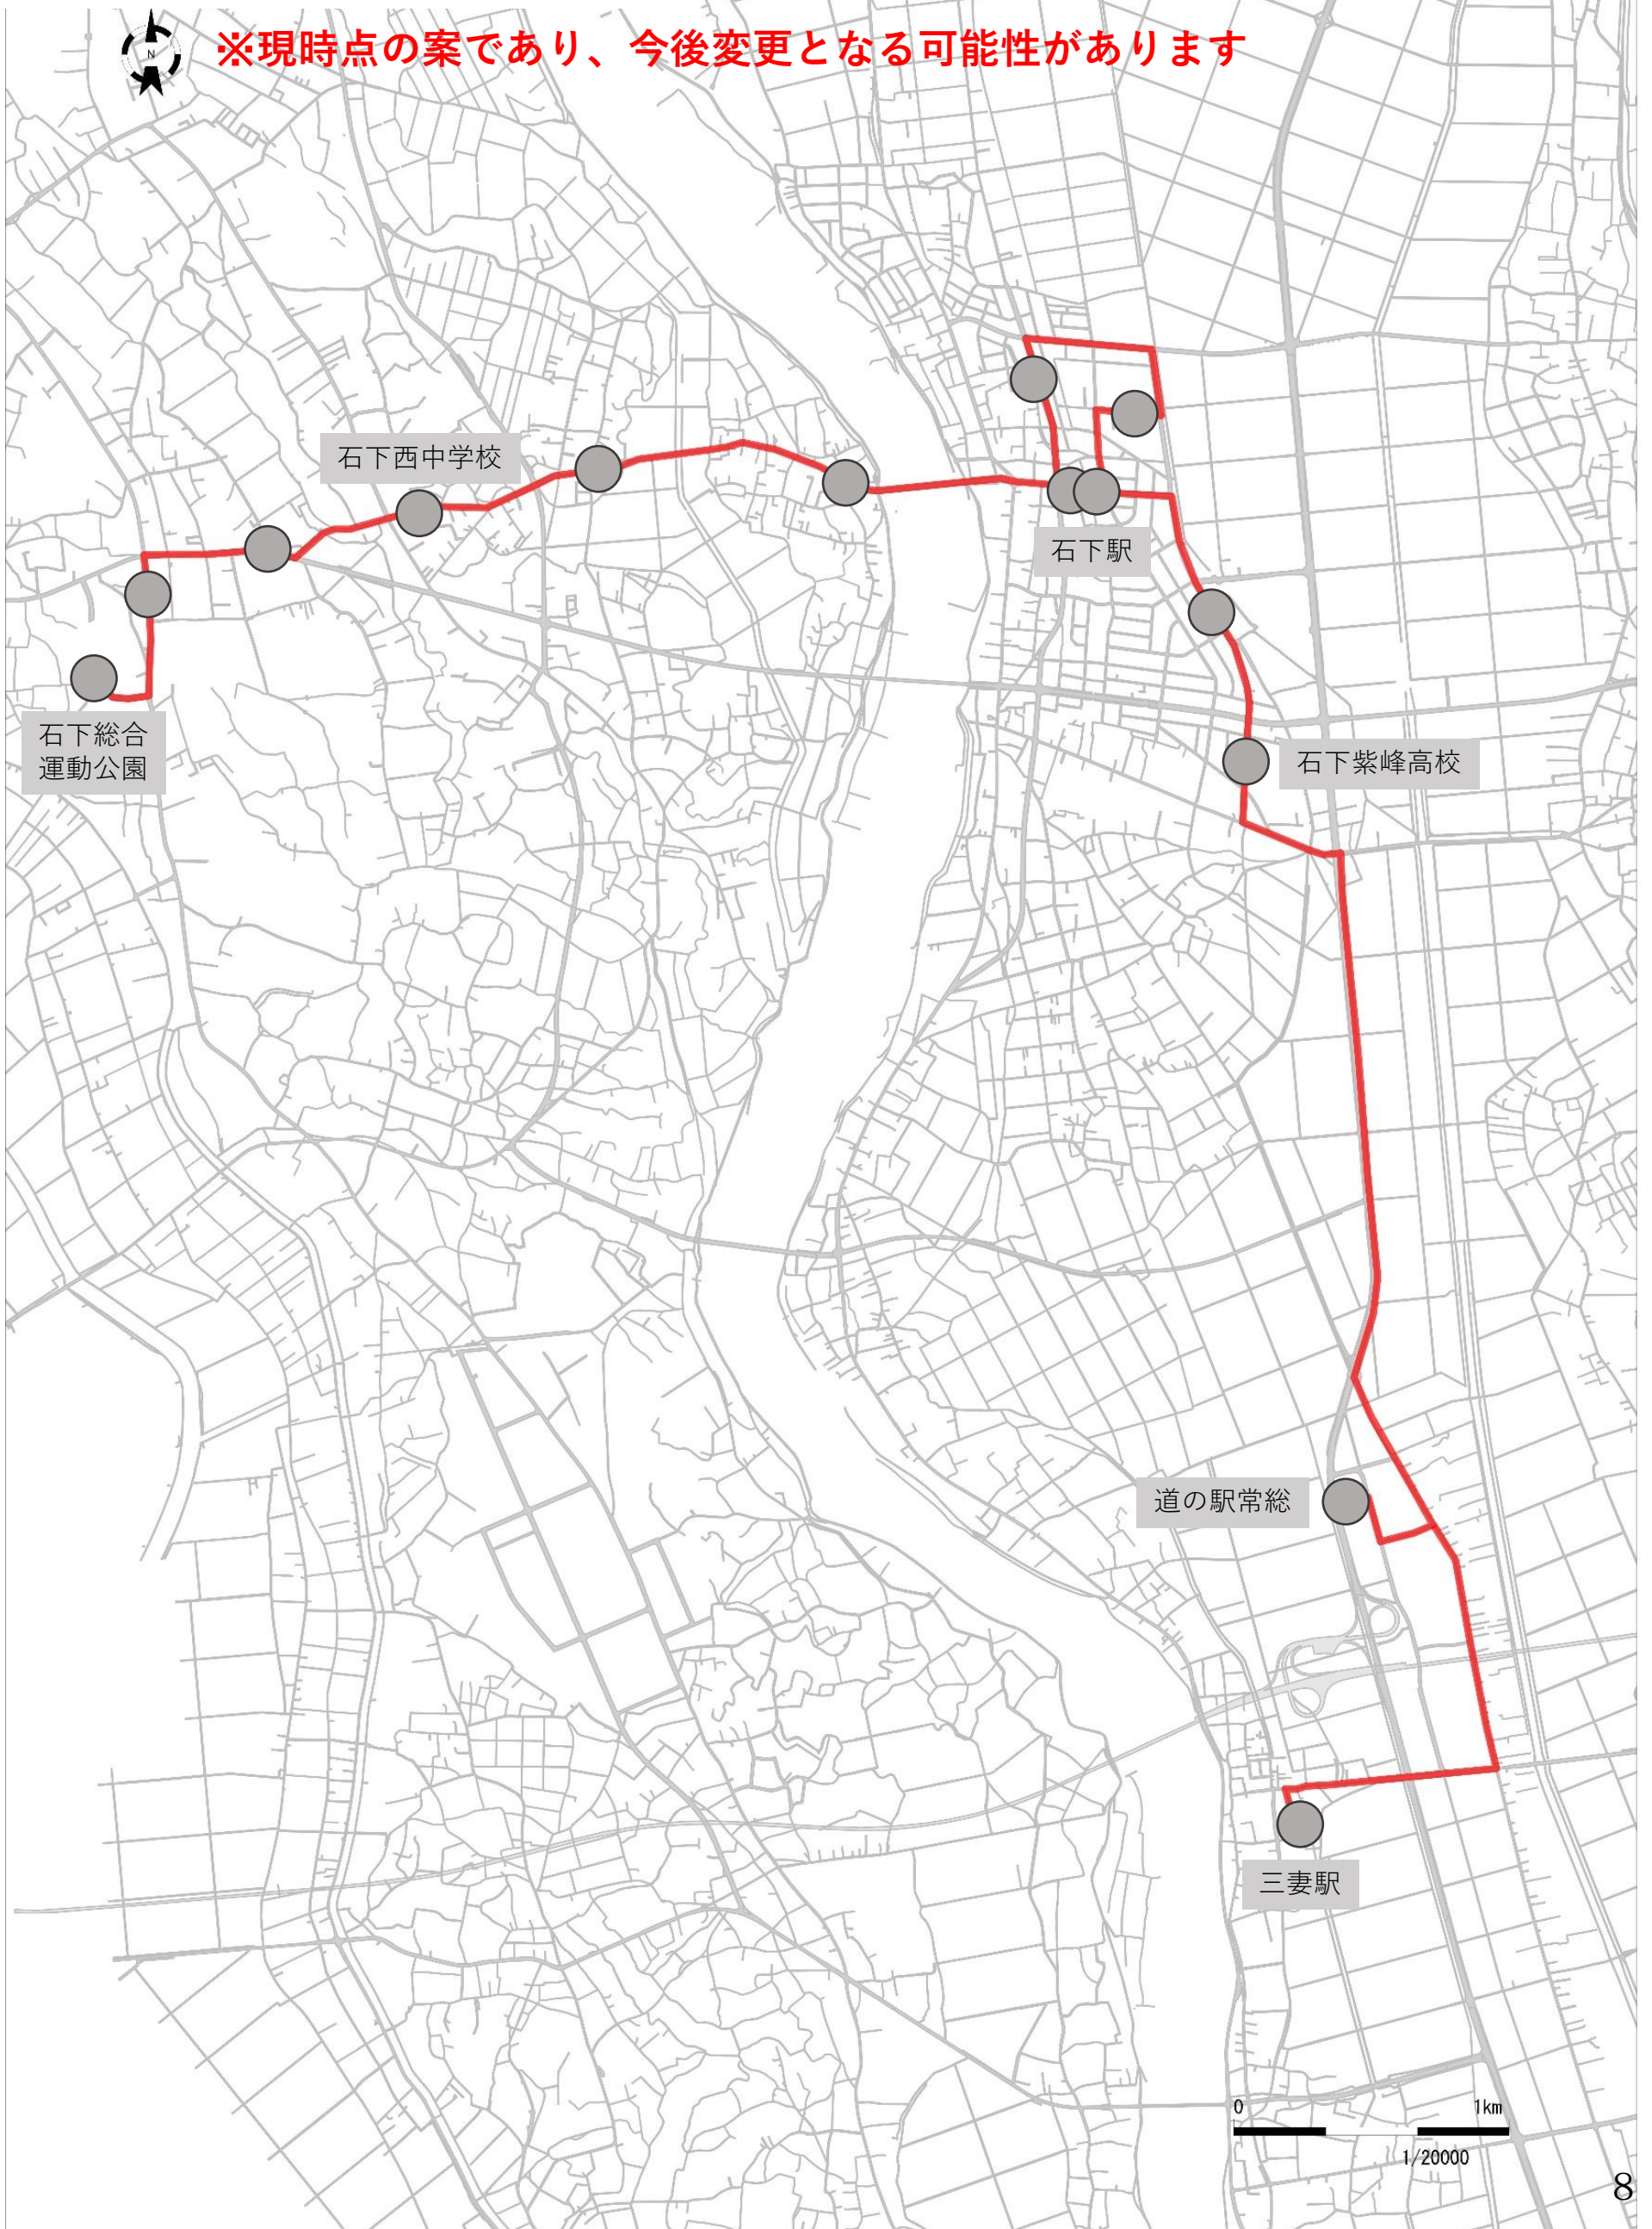 N
※現時点の案であり、今後変更となる可能性があります
石下西中学校
石下駅
石下総合
運動公園
石下紫峰高校
道の駅常総
三妻駅
0 1km
1/20000
8